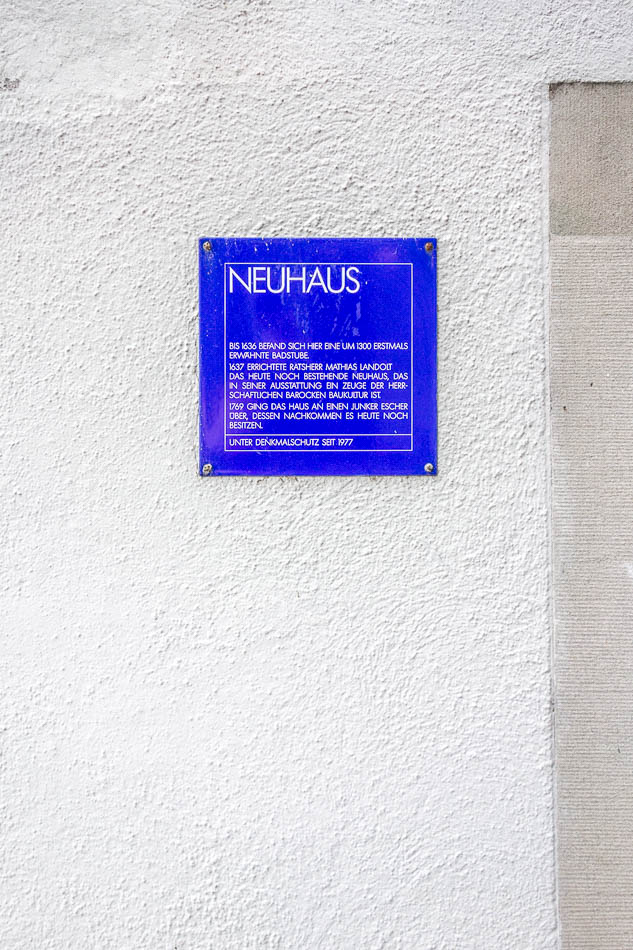 NEUHAUS
BIS 1636 BEFAND SICH HIER EINE UM 1300 ERSTMALS
ERWÄHNTE BADSTUBE.
1637 ERRICHTETE RATSHERR MATHIAS LANDOLT
DAS HEUTE NOCH BESTEHENDE NEUHAUS, DAS
IN SEINER AUSSTATTUNG EIN ZEUGE DER HERR-
SCHAFTLICHEN BAROCKEN BAUKULTUR IST.
1769 GING DAS HAUS AN EINEN JUNKER ESCHER
ÜBER, DESSEN NACHKOMMEN ES HEUTE NOCH
BESITZEN.
UNTER DENKMALSCHUTZ SEIT 1977